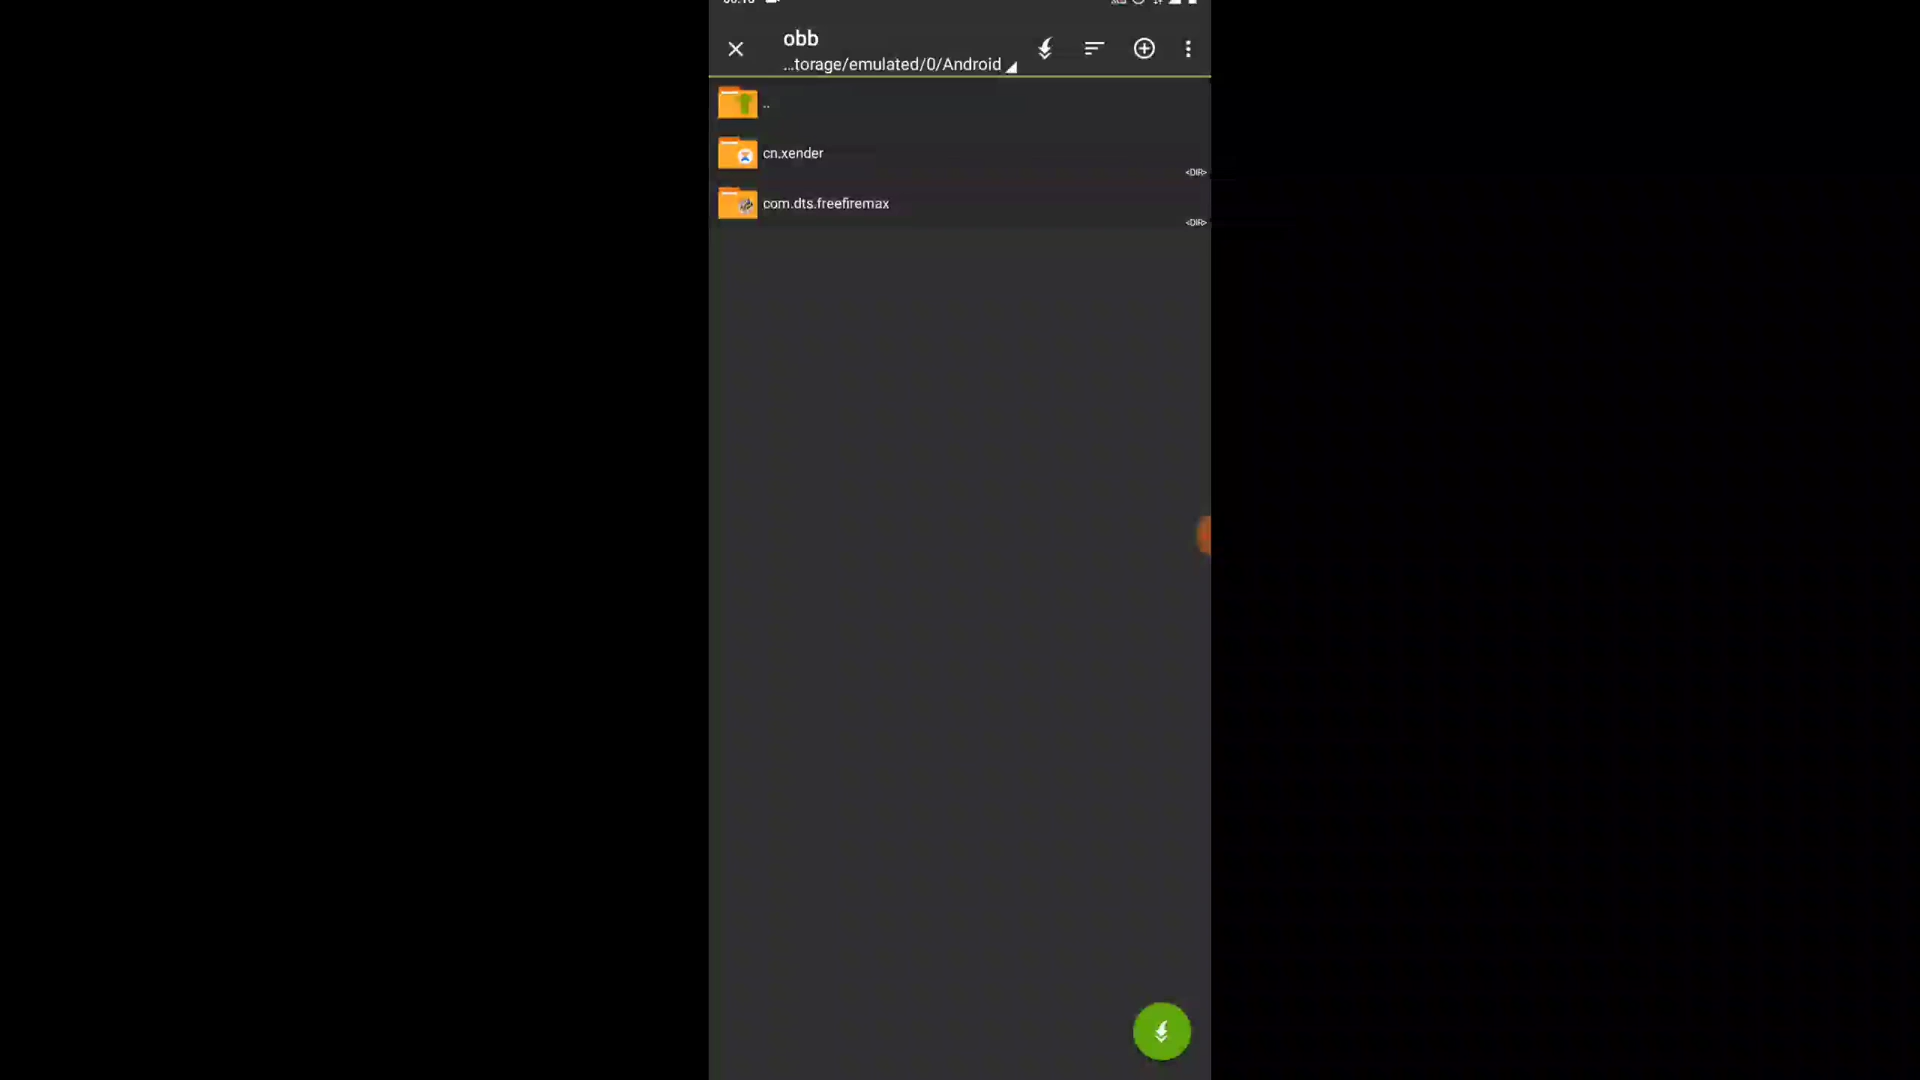 obb
...torage/emulated/0/Android
..
cn.xender
<DIR>
com.dts.freefiremax
<DIR>